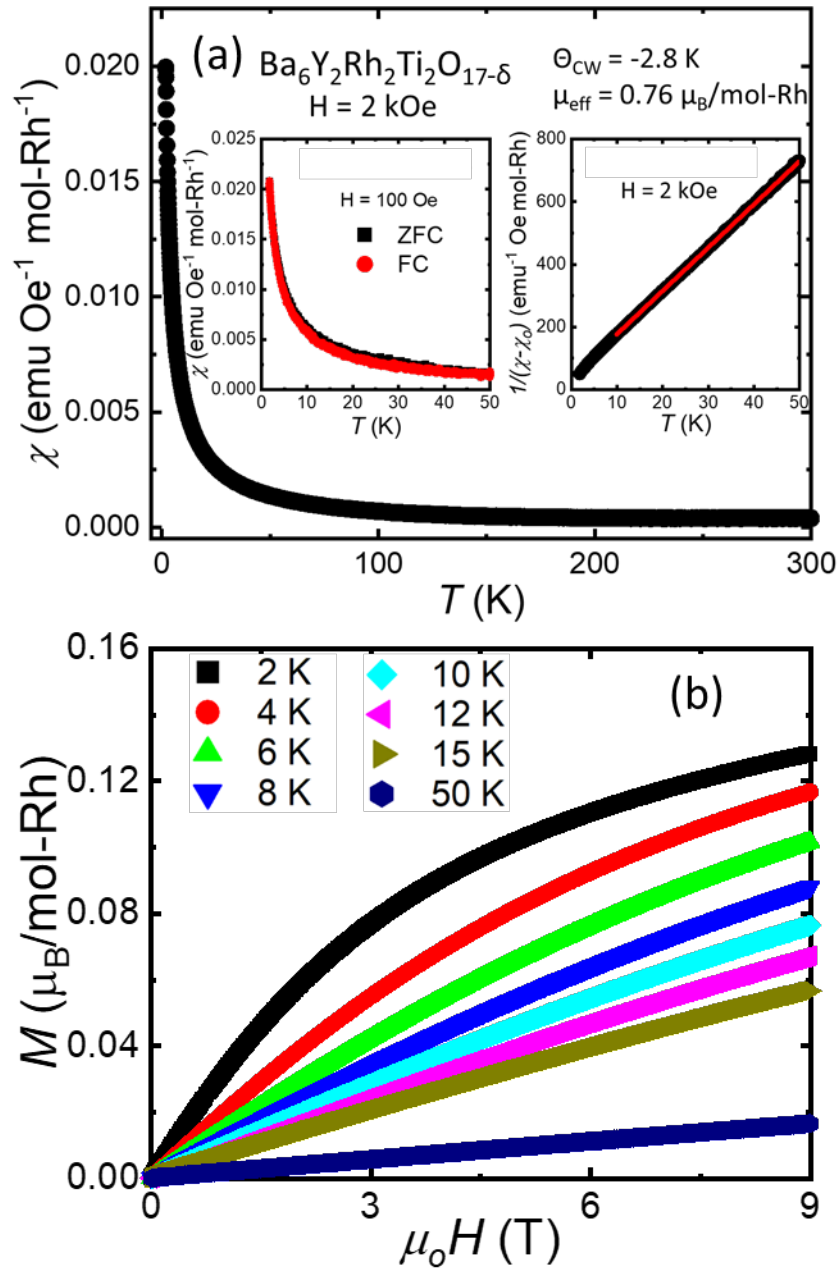 (a) Ba₆Y₂Rh₂Ti₂O₁₇₋δ
H = 2 kOe
Θ_CW = -2.8 K
μ_eff = 0.76 μ_B/mol-Rh
χ (emu Oe⁻¹ mol-Rh⁻¹)
0.020
0.015
0.010
0.005
0.000
0 100 200 300
T (K)
χ (emu Oe⁻¹ mol-Rh⁻¹)
0.025
0.020
0.015
0.010
0.005
0.000
H = 100 Oe
ZFC
FC
0 10 20 30 40 50
T (K)
1/(χ-χ₀) (emu⁻¹ Oe mol-Rh)
800
600
400
200
0
H = 2 kOe
0 10 20 30 40 50
T (K)
(b)
M (μ_B/mol-Rh)
0.16
0.12
0.08
0.04
0.00
2 K
4 K
6 K
8 K
10 K
12 K
15 K
50 K
0 3 6 9
μₒH (T)